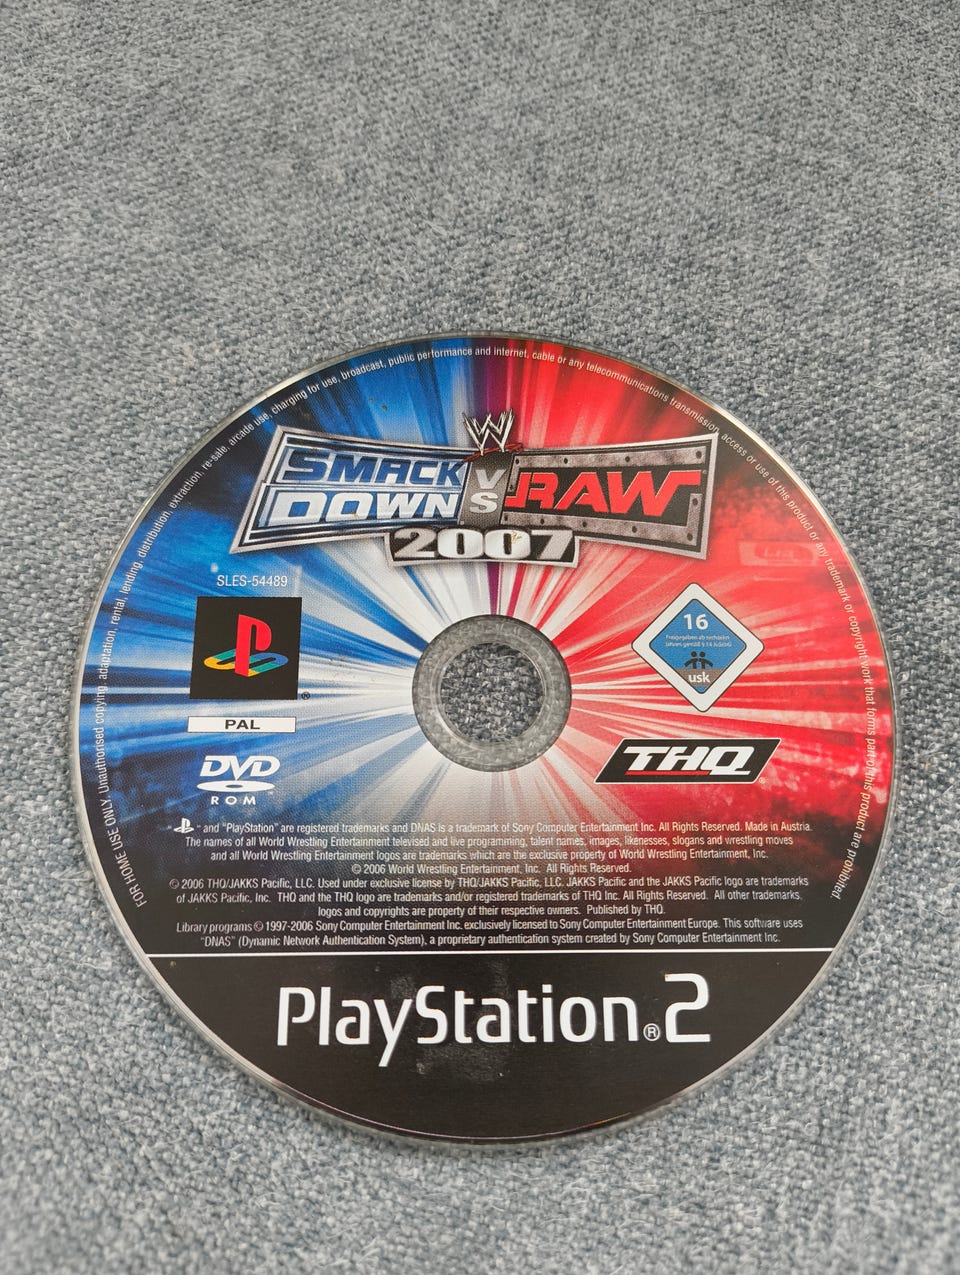 FOR HOME USE ONLY. Unauthorised copying, adaptation, rental, lending, distribution, extraction, re-sale, arcade use, charging for use, broadcast, public performance and internet, cable or any telecommunications transmission, access or use of this product or any trademark or copyright work that forms part of this product are prohibited.
W
SMACK
DOWN
VS
RAW
2007
SLES-54489
PAL
DVD
ROM
16
Freigegeben ab sechzehn
Jahren gemäß § 14 JuSchG
usk
THQ
" and "PlayStation" are registered trademarks and DNAS is a trademark of Sony Computer Entertainment Inc. All Rights Reserved. Made in Austria.
The names of all World Wrestling Entertainment televised and live programming, talent names, images, likenesses, slogans and wrestling moves
and all World Wrestling Entertainment logos are trademarks which are the exclusive property of World Wrestling Entertainment, Inc.
© 2006 World Wrestling Entertainment, Inc. All Rights Reserved.
© 2006 THQ/JAKKS Pacific, LLC. Used under exclusive license by THQ/JAKKS Pacific, LLC. JAKKS Pacific and the JAKKS Pacific logo are trademarks
of JAKKS Pacific, Inc. THQ and the THQ logo are trademarks and/or registered trademarks of THQ Inc. All Rights Reserved. All other trademarks,
logos and copyrights are property of their respective owners. Published by THQ.
Library programs © 1997-2006 Sony Computer Entertainment Inc. exclusively licensed to Sony Computer Entertainment Europe. This software uses
"DNAS" (Dynamic Network Authentication System), a proprietary authentication system created by Sony Computer Entertainment Inc.
PlayStation®2